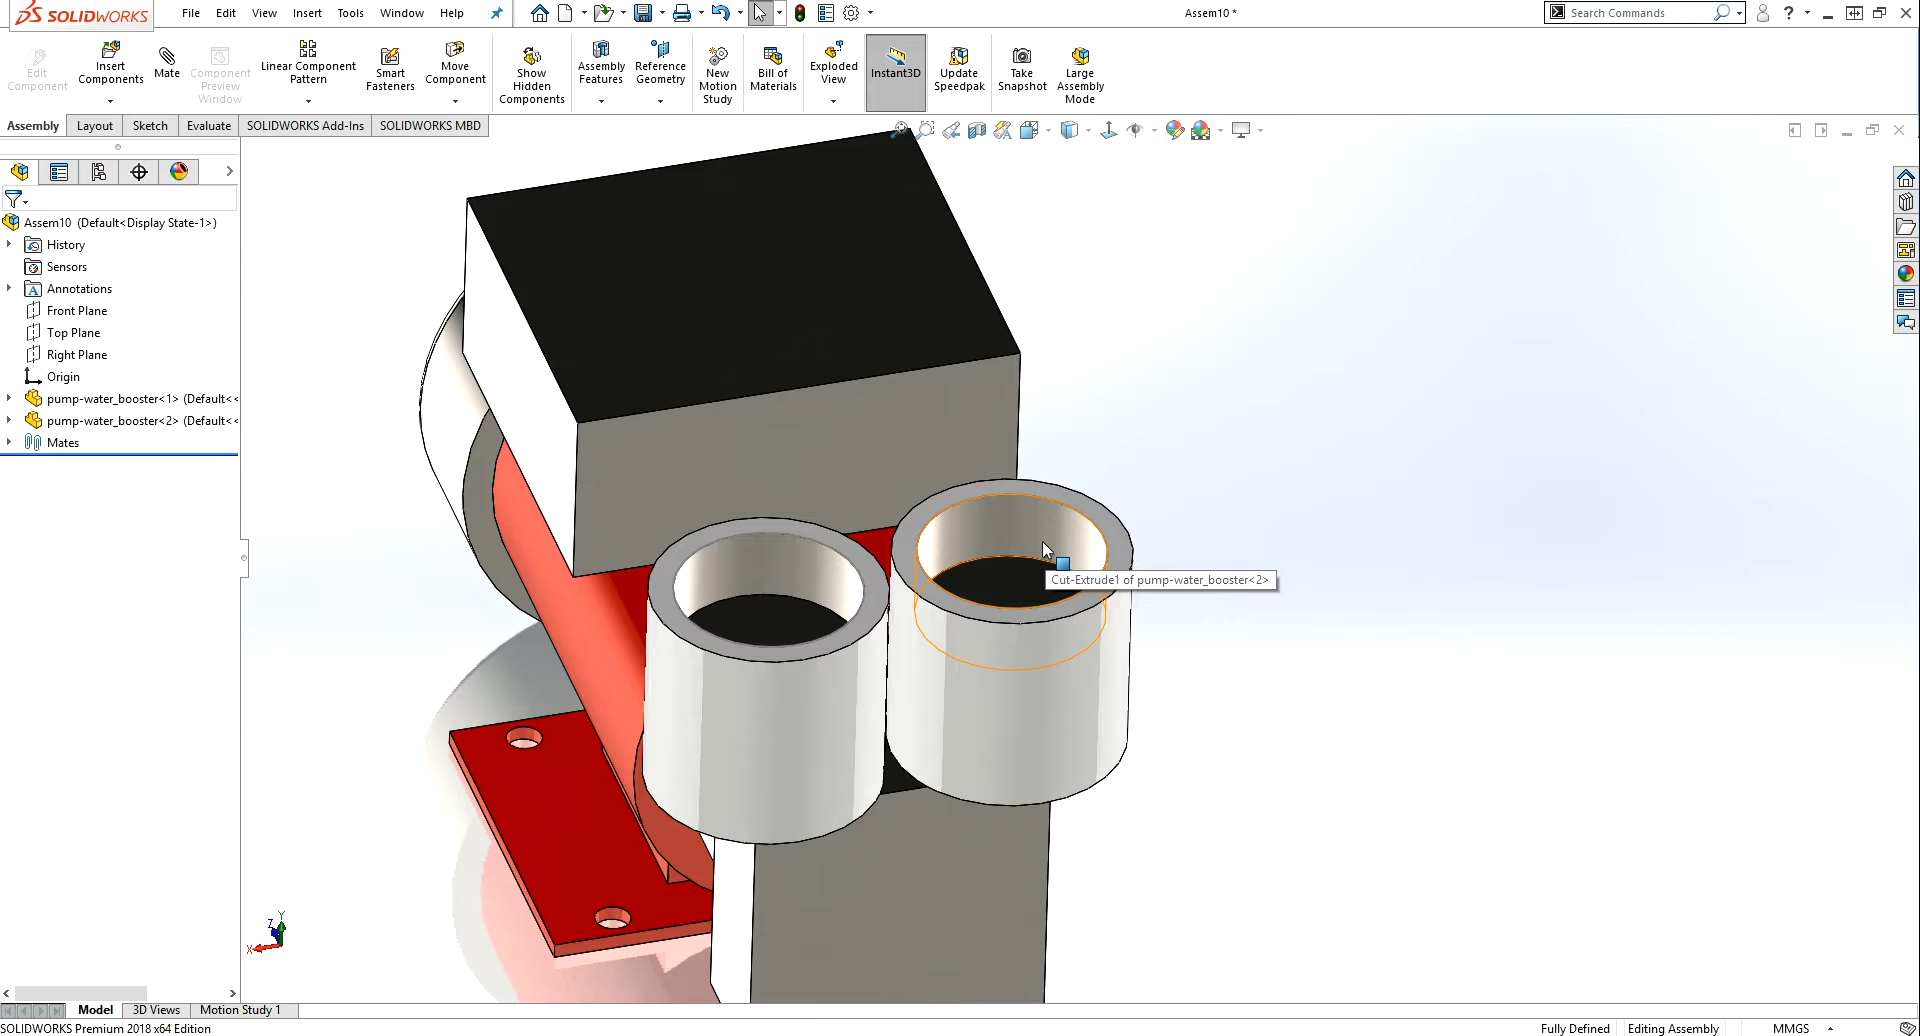 SOLIDWORKS
File Edit View Insert Tools Window Help
Assem10 *
Search Commands
Edit Component
Insert Components
Mate
Component Preview Window
Linear Component Pattern
Smart Fasteners
Move Component
Show Hidden Components
Assembly Features
Reference Geometry
New Motion Study
Bill of Materials
Exploded View
Instant3D
Update Speedpak
Take Snapshot
Large Assembly Mode
Assembly Layout Sketch Evaluate SOLIDWORKS Add-Ins SOLIDWORKS MBD
Assem10 (Default<Display State-1>)
History
Sensors
Annotations
Front Plane
Top Plane
Right Plane
Origin
pump-water_booster<1> (Default<<
pump-water_booster<2> (Default<<
Mates
Cut-Extrude1 of pump-water_booster<2>
Y
Z
X
Model 3D Views Motion Study 1
SOLIDWORKS Premium 2018 x64 Edition
Fully Defined Editing Assembly MMGS